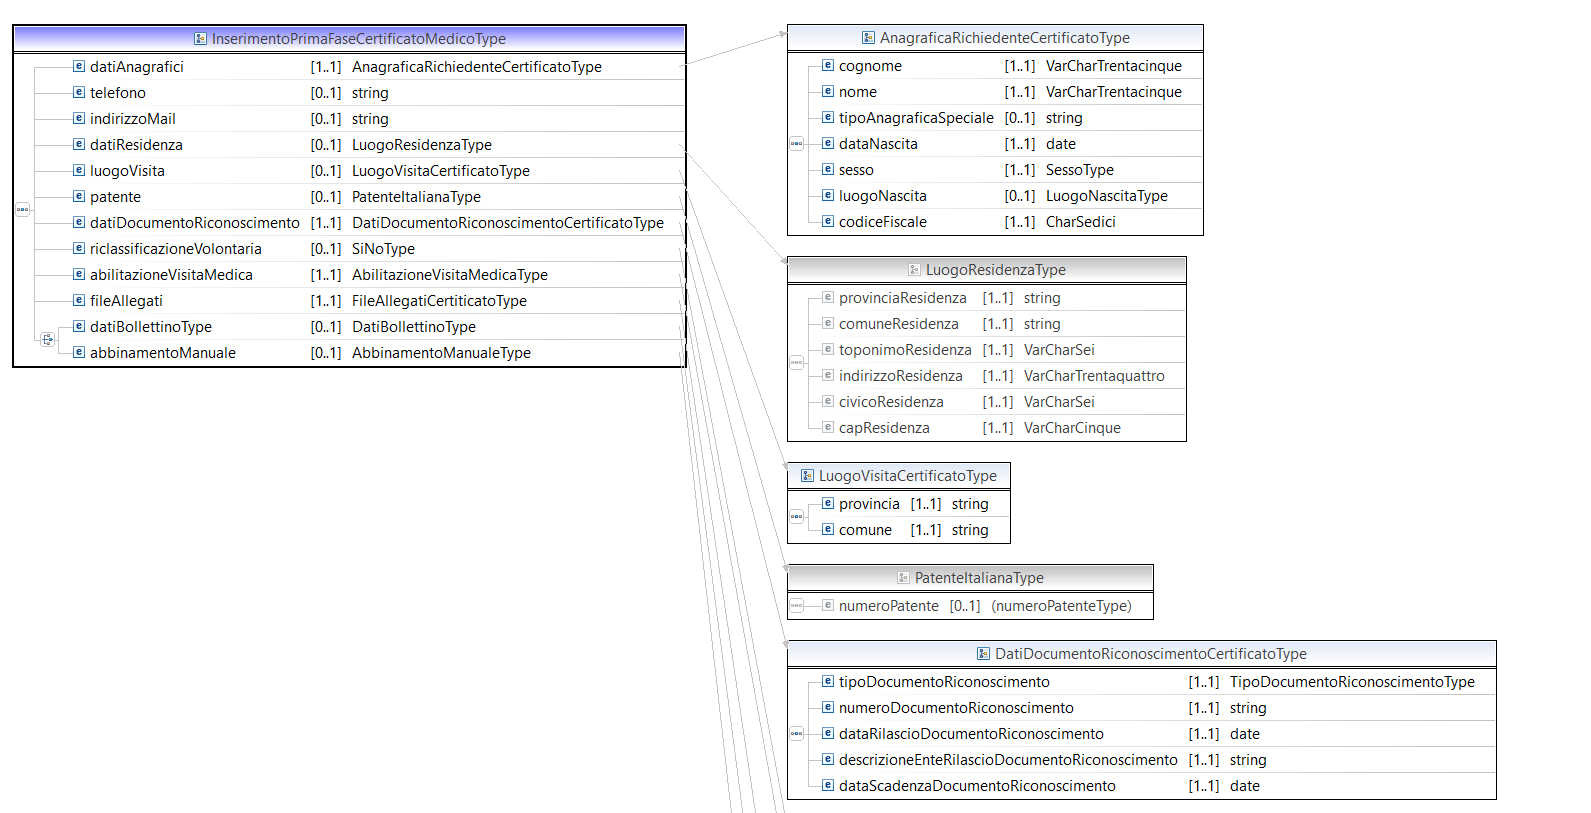 InserimentoPrimaFaseCertificatoMedicoType
e datiAnagrafici [1..1] AnagraficaRichiedenteCertificatoType
e telefono [0..1] string
e indirizzoMail [0..1] string
e datiResidenza [0..1] LuogoResidenzaType
e luogoVisita [0..1] LuogoVisitaCertificatoType
e patente [0..1] PatenteItalianaType
e datiDocumentoRiconoscimento [1..1] DatiDocumentoRiconoscimentoCertificatoType
e riclassificazioneVolontaria [0..1] SiNoType
e abilitazioneVisitaMedica [1..1] AbilitazioneVisitaMedicaType
e fileAllegati [1..1] FileAllegatiCertiticatoType
e datiBollettinoType [0..1] DatiBollettinoType
e abbinamentoManuale [0..1] AbbinamentoManualeType
AnagraficaRichiedenteCertificatoType
e cognome [1..1] VarCharTrentacinque
e nome [1..1] VarCharTrentacinque
e tipoAnagraficaSpeciale [0..1] string
e dataNascita [1..1] date
e sesso [1..1] SessoType
e luogoNascita [0..1] LuogoNascitaType
e codiceFiscale [1..1] CharSedici
LuogoResidenzaType
e provinciaResidenza [1..1] string
e comuneResidenza [1..1] string
e toponimoResidenza [1..1] VarCharSei
e indirizzoResidenza [1..1] VarCharTrentaquattro
e civicoResidenza [1..1] VarCharSei
e capResidenza [1..1] VarCharCinque
LuogoVisitaCertificatoType
e provincia [1..1] string
e comune [1..1] string
PatenteItalianaType
e numeroPatente [0..1] (numeroPatenteType)
DatiDocumentoRiconoscimentoCertificatoType
e tipoDocumentoRiconoscimento [1..1] TipoDocumentoRiconoscimentoType
e numeroDocumentoRiconoscimento [1..1] string
e dataRilascioDocumentoRiconoscimento [1..1] date
e descrizioneEnteRilascioDocumentoRiconoscimento [1..1] string
e dataScadenzaDocumentoRiconoscimento [1..1] date